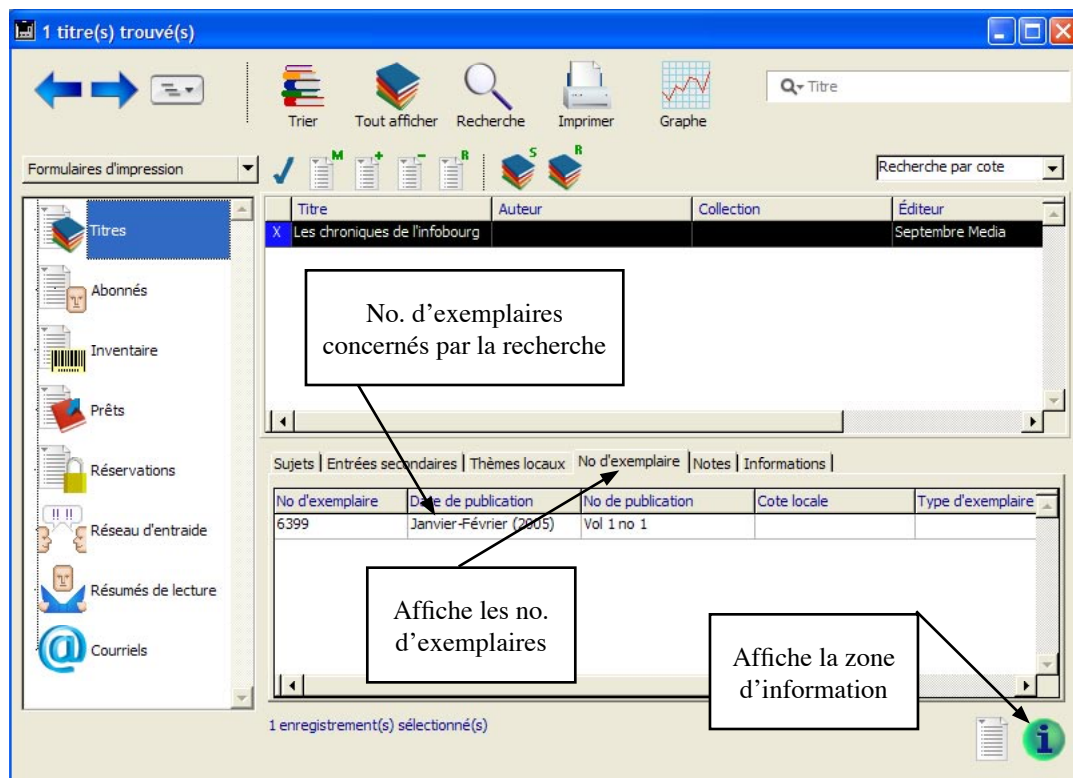 1 titre(s) trouvé(s)
Titre
Trier Tout afficher Recherche Imprimer Graphe
Formulaires d'impression
M + - R S R
Recherche par cote
Titres
Abonnés
Inventaire
Prêts
Réservations
!! !!
Réseau d'entraide
Résumés de lecture
@ Courriels
Titre Auteur Collection Éditeur
X Les chroniques de l'infobourg Septembre Media
No. d'exemplaires
concernés par la recherche
Sujets Entrées secondaires Thèmes locaux No d'exemplaire Notes Informations
No d'exemplaire Date de publication No de publication Cote locale Type d'exemplaire
6399 Janvier-Février (2005) Vol 1 no 1
Affiche les no.
d'exemplaires
Affiche la zone
d'information
1 enregistrement(s) sélectionné(s)
i